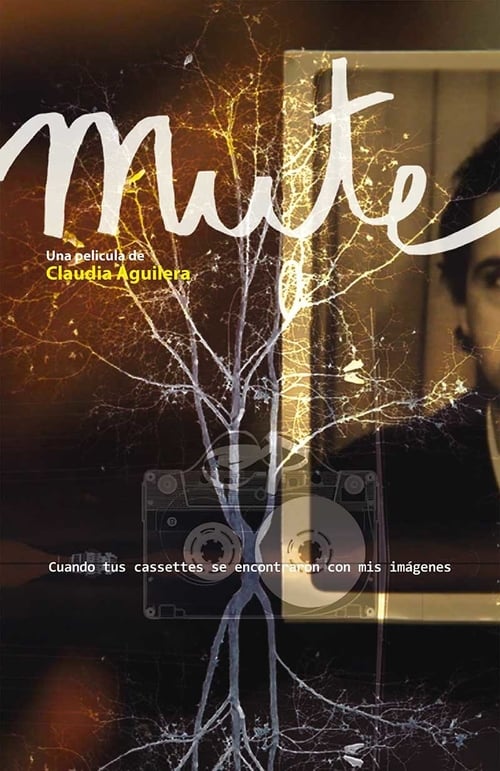 mute
Una película de
Claudia Aguilera
Cuando tus cassettes se encontraron con mis imágenes